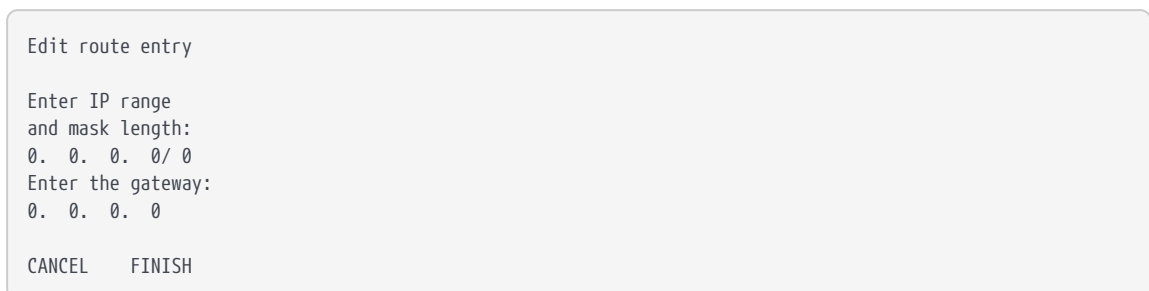 Edit route entry
Enter IP range
and mask length:
0.  0.  0.  0/ 0
Enter the gateway:
0.  0.  0.  0
CANCEL    FINISH